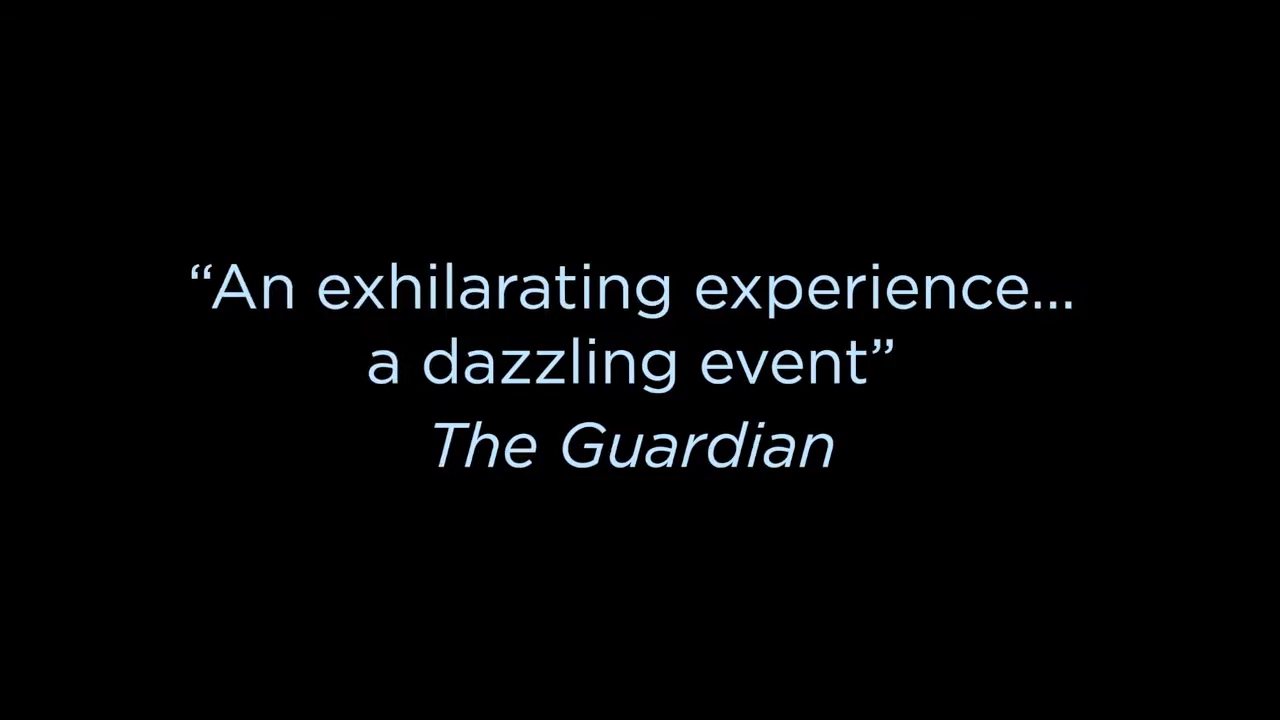 “An exhilarating experience...
a dazzling event”
The Guardian